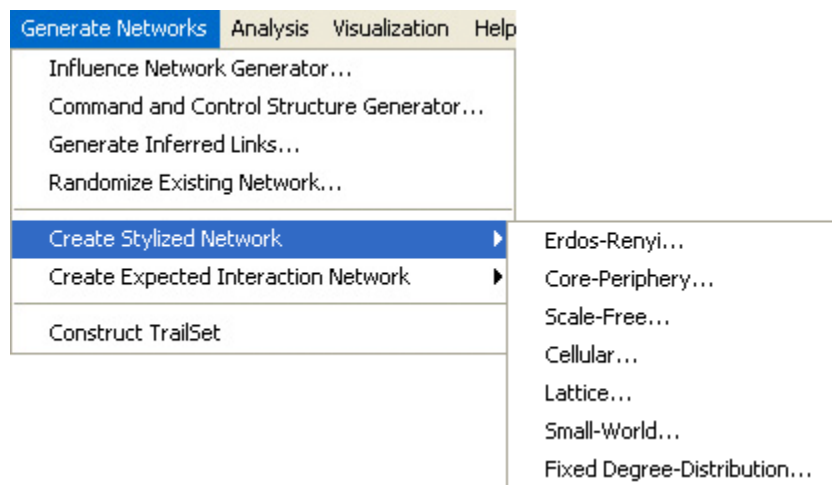 Generate Networks Analysis Visualization Help
Influence Network Generator...
Command and Control Structure Generator...
Generate Inferred Links...
Randomize Existing Network...
Create Stylized Network
Create Expected Interaction Network
Construct TrailSet
Erdos-Renyi...
Core-Periphery...
Scale-Free...
Cellular...
Lattice...
Small-World...
Fixed Degree-Distribution...